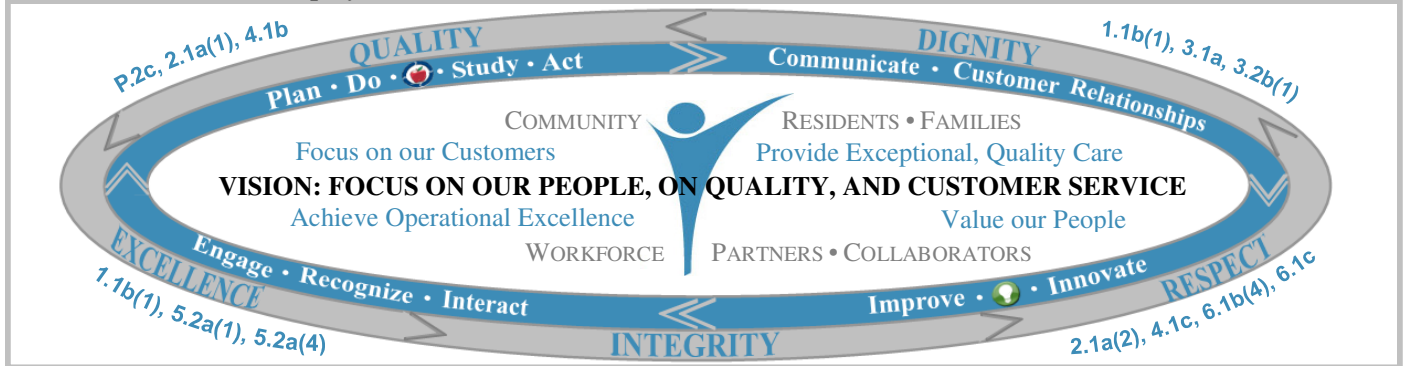 P.2c, 2.1a(1), 4.1b
QUALITY
DIGNITY
1.1b(1), 3.1a, 3.2b(1)
Plan • Do • • Study • Act
Communicate • Customer Relationships
COMMUNITY
RESIDENTS • FAMILIES
Focus on our Customers
Provide Exceptional, Quality Care
VISION: FOCUS ON OUR PEOPLE, ON QUALITY, AND CUSTOMER SERVICE
Achieve Operational Excellence
Value our People
WORKFORCE
PARTNERS • COLLABORATORS
Engage • Recognize • Interact
Improve • • Innovate
EXCELLENCE
INTEGRITY
RESPECT
1.1b(1), 5.2a(1), 5.2a(4)
2.1a(2), 4.1c, 6.1b(4), 6.1c